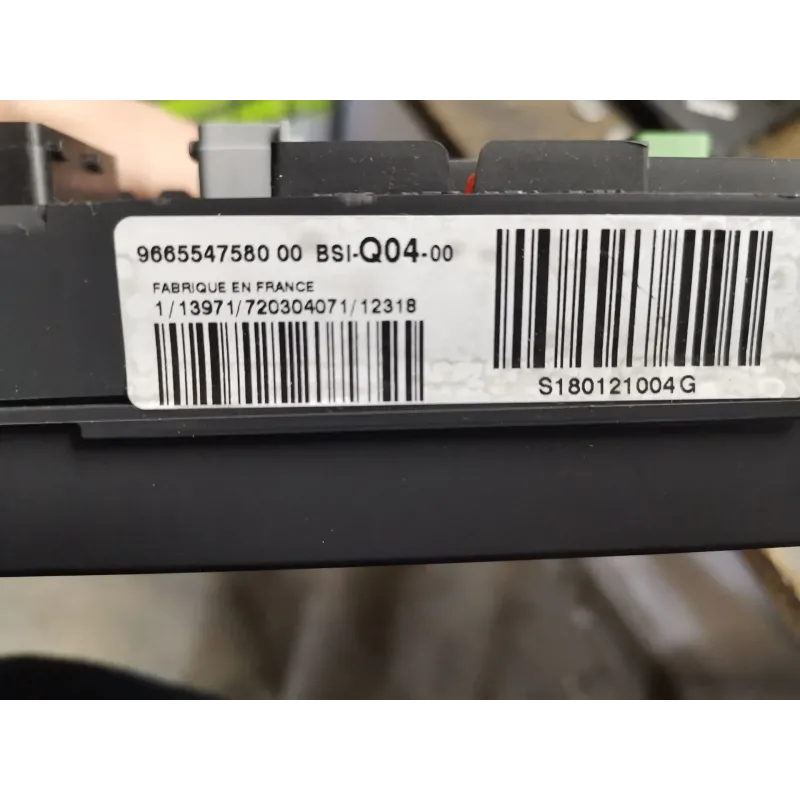 9665547580 00 BSI-Q04-00
FABRIQUE EN FRANCE
1/13971/720304071/12318
S180121004G